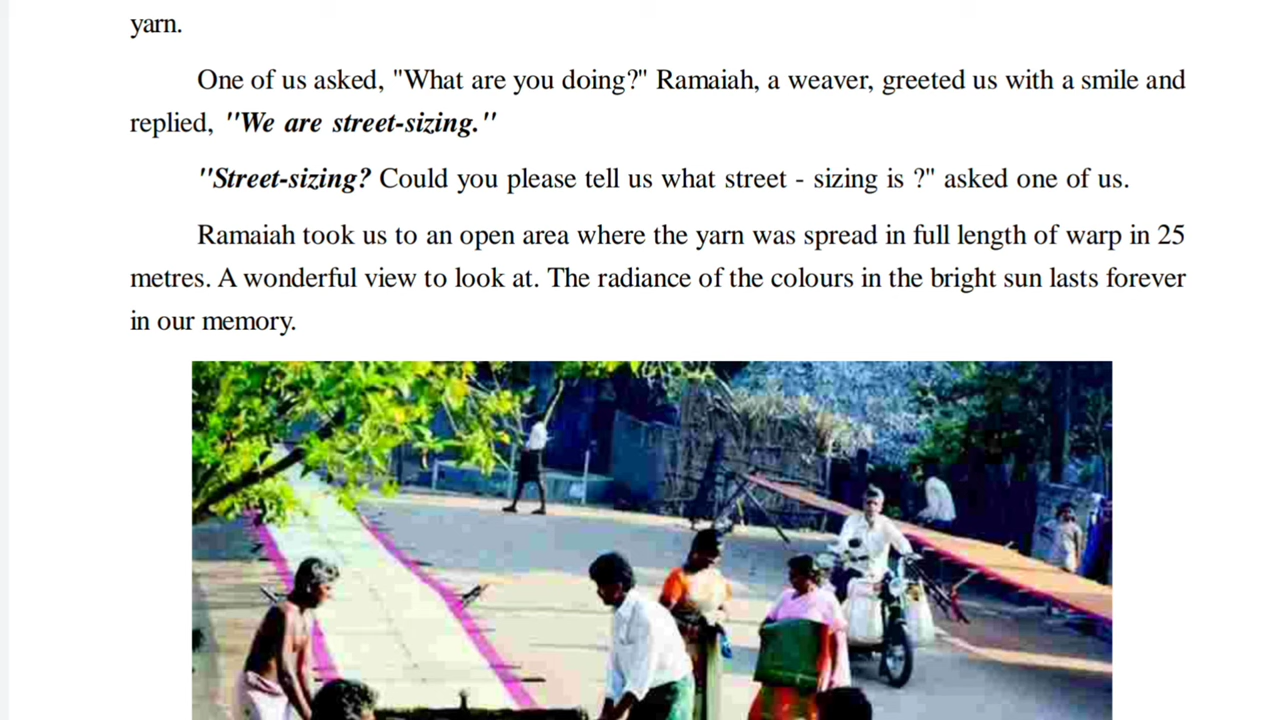 yarn.
One of us asked, "What are you doing?" Ramaiah, a weaver, greeted us with a smile and
replied, "We are street-sizing."
"Street-sizing? Could you please tell us what street - sizing is ?" asked one of us.
Ramaiah took us to an open area where the yarn was spread in full length of warp in 25
metres. A wonderful view to look at. The radiance of the colours in the bright sun lasts forever
in our memory.